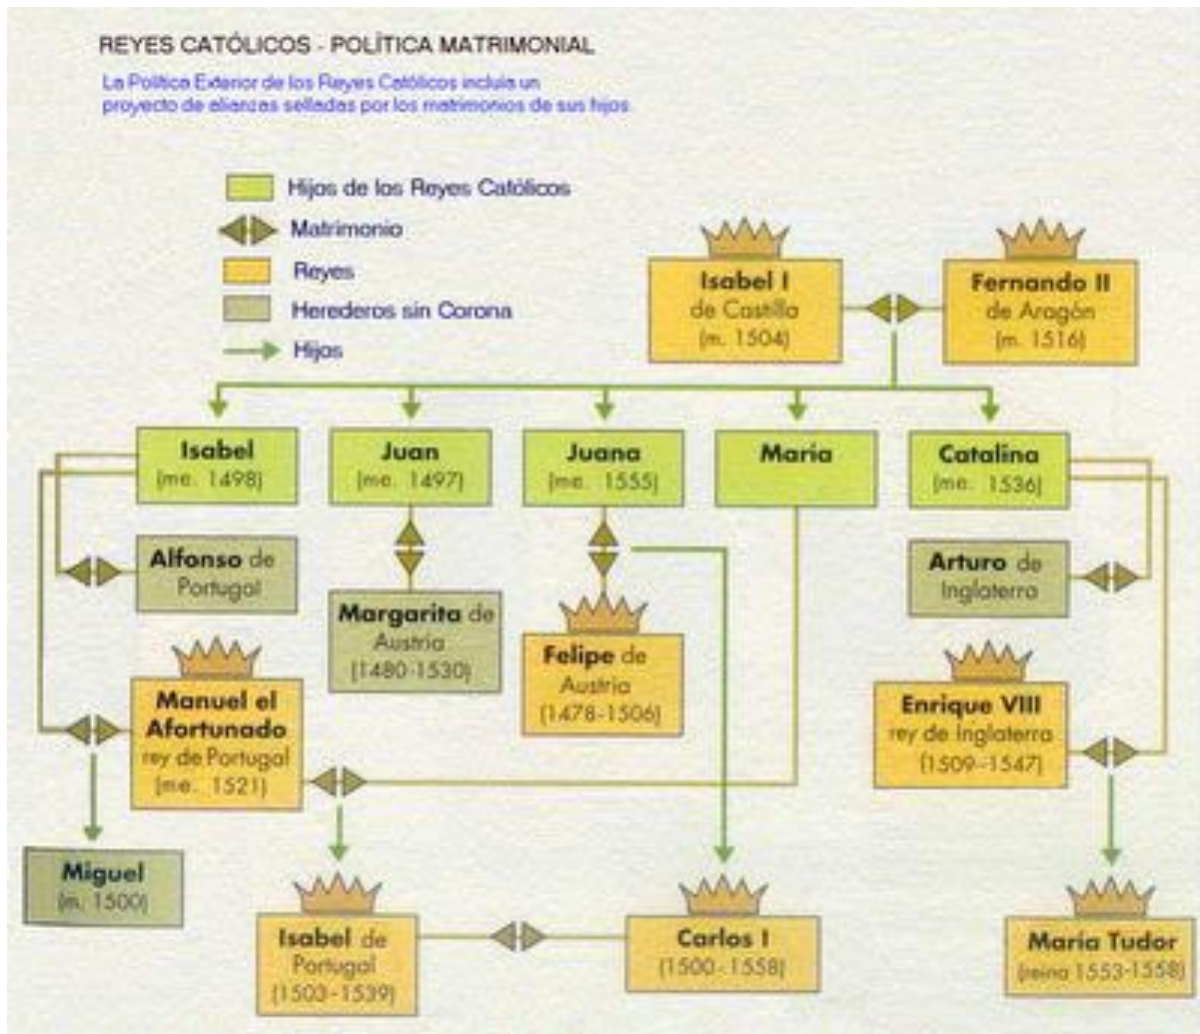 REYES CATÓLICOS - POLÍTICA MATRIMONIAL
La Política Exterior de los Reyes Católicos incluía un
proyecto de alianzas selladas por los matrimonios de sus hijos
Hijos de los Reyes Católicos
Matrimonio
Reyes
Herederos sin Corona
Hijos
Isabel I
de Castilla
(m. 1504)
Fernando II
de Aragón
(m. 1516)
Isabel
(me. 1498)
Juan
(me. 1497)
Juana
(me. 1555)
María
Catalina
(me. 1536)
Alfonso de
Portugal
Arturo de
Inglaterra
Margarita de
Austria
(1480-1530)
Felipe de
Austria
(1478-1506)
Manuel el
Afortunado
rey de Portugal
(me. 1521)
Enrique VIII
rey de Inglaterra
(1509-1547)
Miguel
(m. 1500)
Isabel de
Portugal
(1503-1539)
Carlos I
(1500-1558)
María Tudor
(reina 1553-1558)